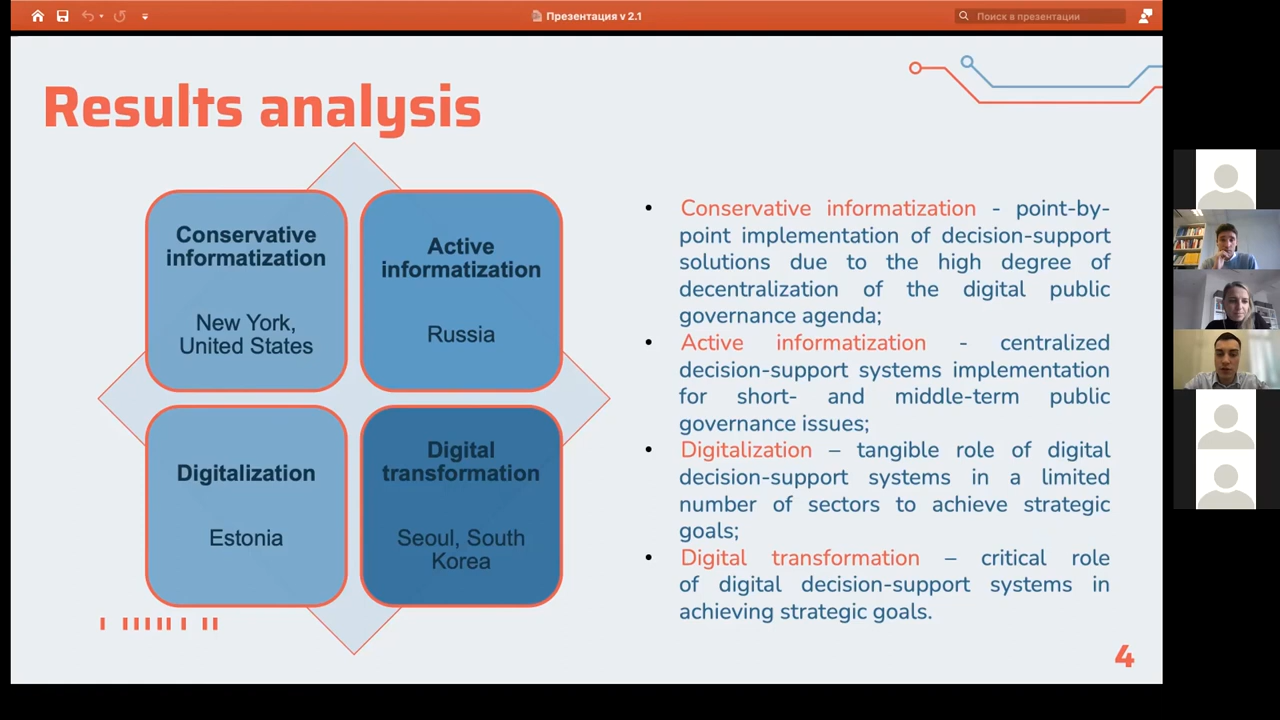 Презентация v 2.1
Поиск в презентации
Results analysis
Conservative
informatization
New York,
United States
Active
informatization
Russia
Digitalization
Estonia
Digital
transformation
Seoul, South
Korea
Conservative informatization - point-by-
point implementation of decision-support
solutions due to the high degree of
decentralization of the digital public
governance agenda;
Active informatization - centralized
decision-support systems implementation
for short- and middle-term public
governance issues;
Digitalization – tangible role of digital
decision-support systems in a limited
number of sectors to achieve strategic
goals;
Digital transformation – critical role
of digital decision-support systems in
achieving strategic goals.
4